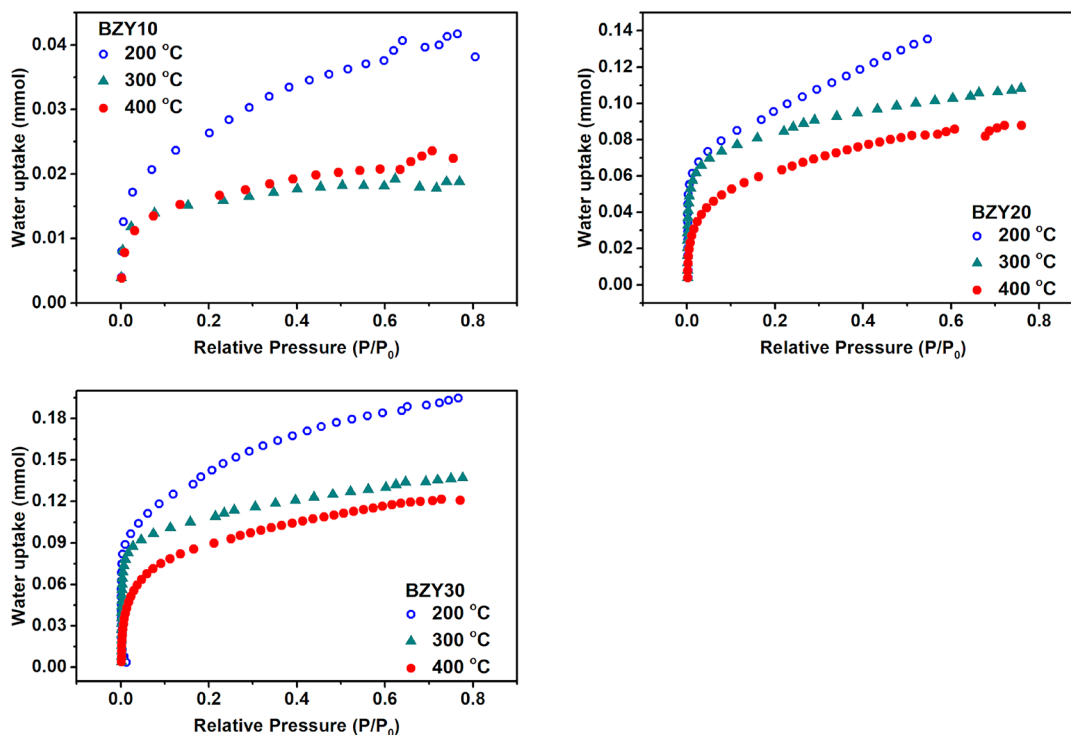 BZY10
200 °C
300 °C
400 °C
Water uptake (mmol)
0.04
0.03
0.02
0.01
0.00
0.0 0.2 0.4 0.6 0.8
Relative Pressure (P/P₀)
0.14
0.12
0.10
0.08
0.06
0.04
0.02
0.00
Water uptake (mmol)
BZY20
200 °C
300 °C
400 °C
0.0 0.2 0.4 0.6 0.8
Relative Pressure (P/P₀)
0.18
0.15
0.12
0.09
0.06
0.03
0.00
Water uptake (mmol)
BZY30
200 °C
300 °C
400 °C
0.0 0.2 0.4 0.6 0.8
Relative Pressure (P/P₀)